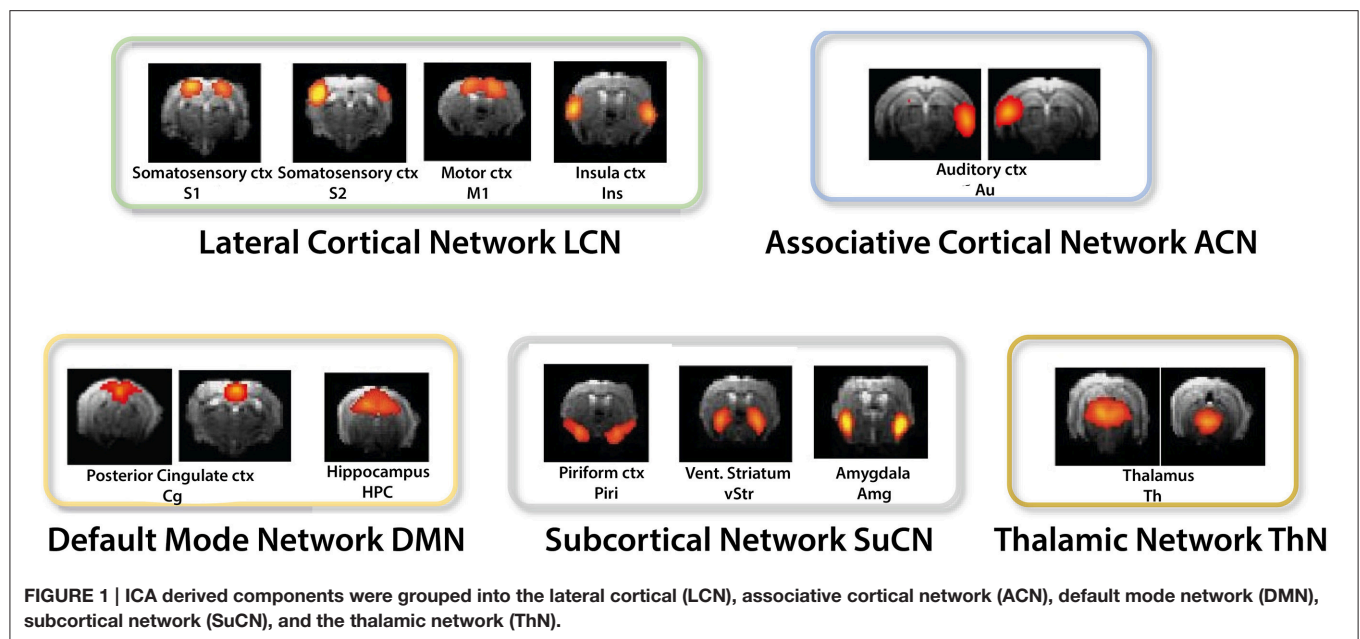 Somatosensory ctx
S1
Somatosensory ctx
S2
Motor ctx
M1
Insula ctx
Ins
Lateral Cortical Network LCN
Auditory ctx
Au
Associative Cortical Network ACN
Posterior Cingulate ctx
Cg
Hippocampus
HPC
Default Mode Network DMN
Piriform ctx
Piri
Vent. Striatum
vStr
Amygdala
Amg
Subcortical Network SuCN
Thalamus
Th
Thalamic Network ThN
FIGURE 1 | ICA derived components were grouped into the lateral cortical (LCN), associative cortical network (ACN), default mode network (DMN),
subcortical network (SuCN), and the thalamic network (ThN).